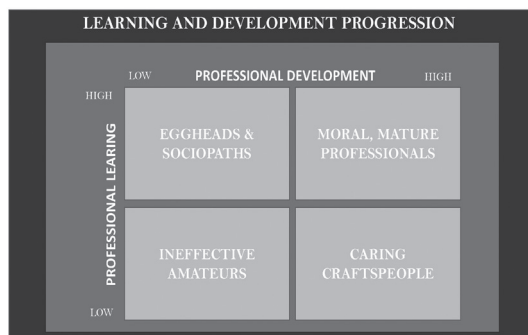 LEARNING AND DEVELOPMENT PROGRESSION
LOW PROFESSIONAL DEVELOPMENT HIGH
HIGH
PROFESSIONAL LEARING
LOW
EGGHEADS &
SOCIOPATHS
MORAL, MATURE
PROFESSIONALS
INEFFECTIVE
AMATEURS
CARING
CRAFTSPEOPLE